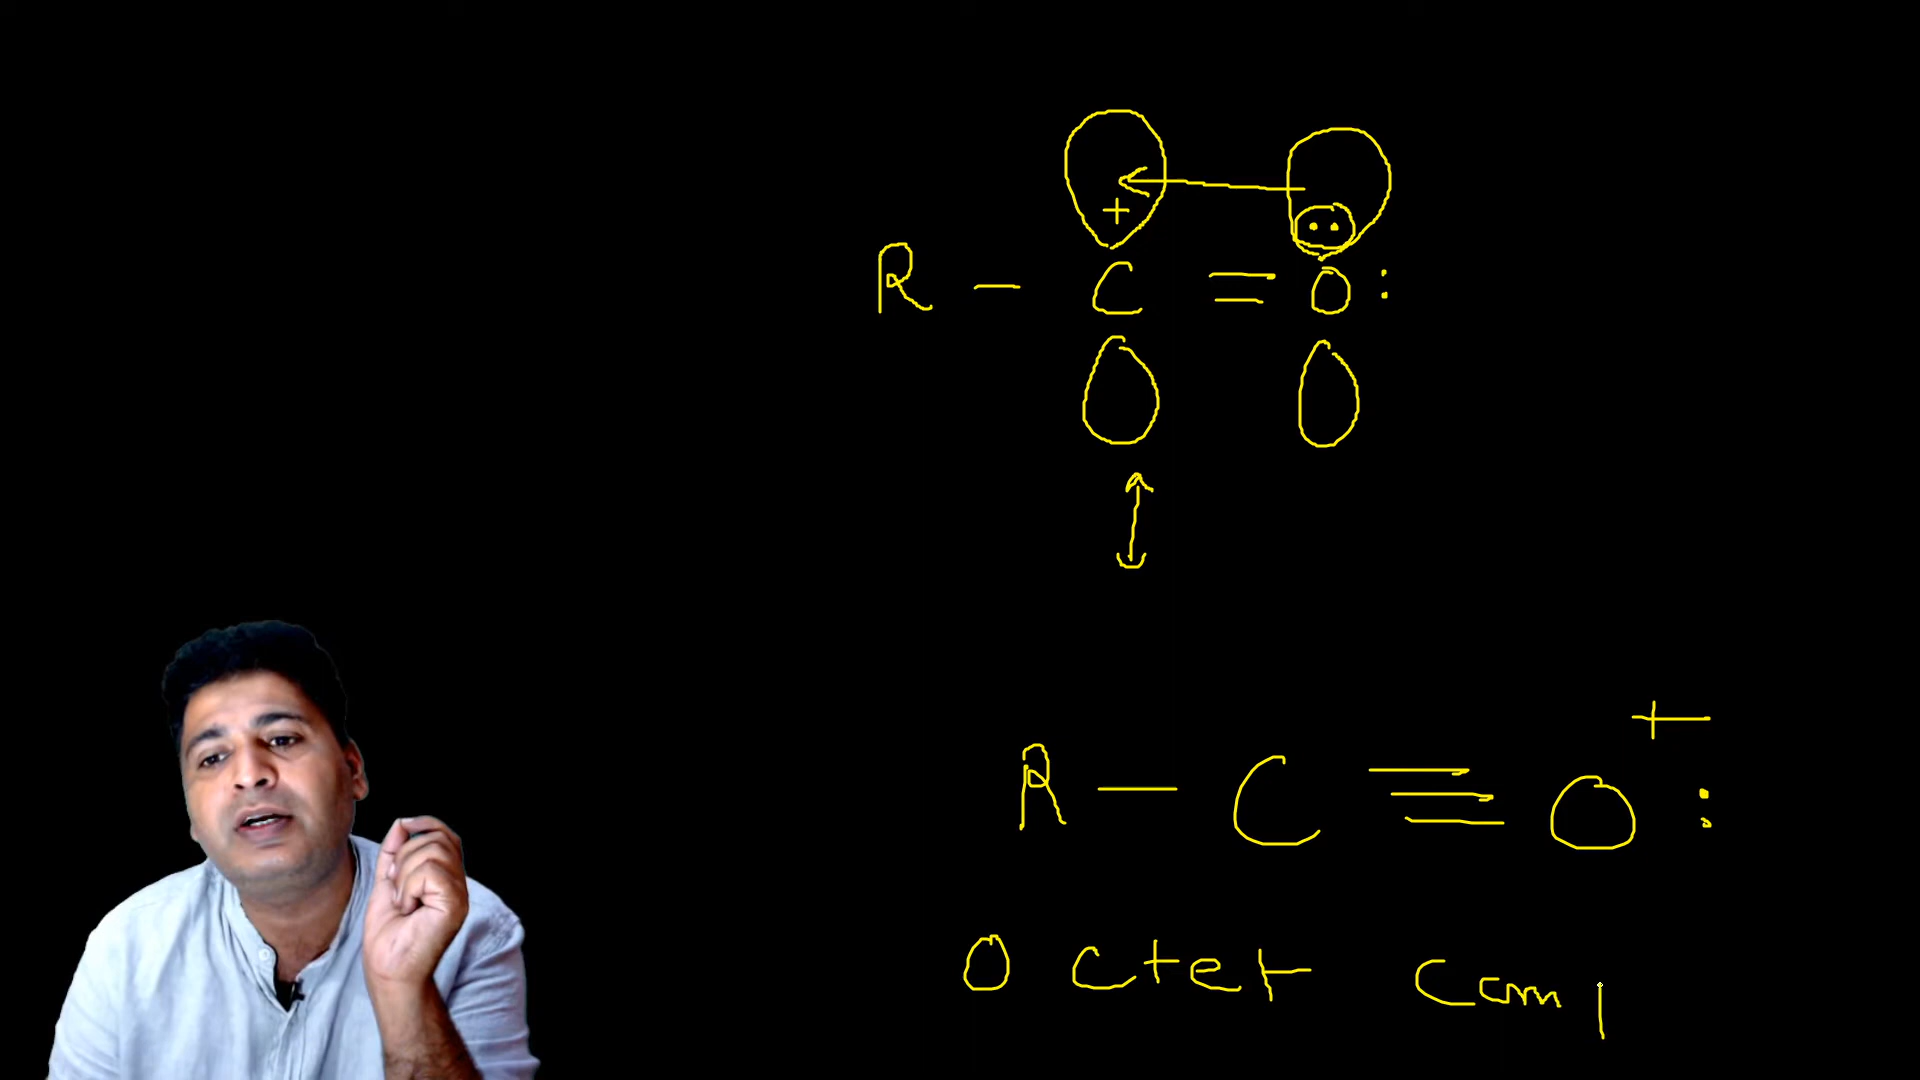 +
R − C = O :
+
R − C ≡ O :
Octet Com